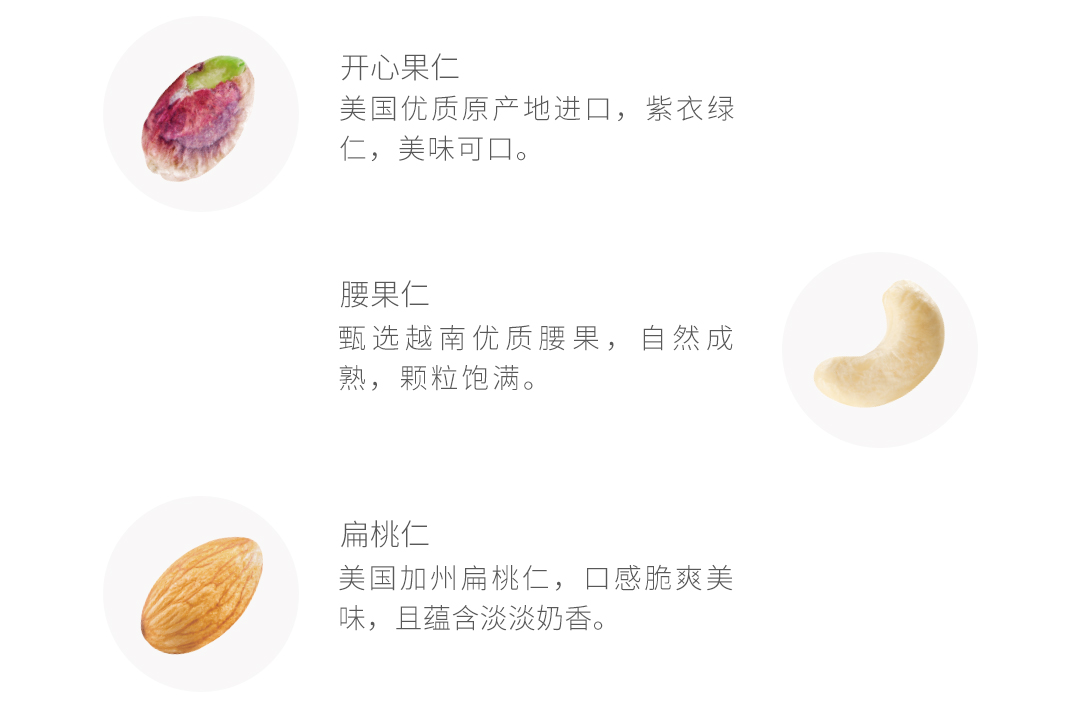 开心果仁
美国优质原产地进口，紫衣绿
仁，美味可口。
腰果仁
甄选越南优质腰果，自然成
熟，颗粒饱满。
扁桃仁
美国加州扁桃仁，口感脆爽美
味，且蕴含淡淡奶香。